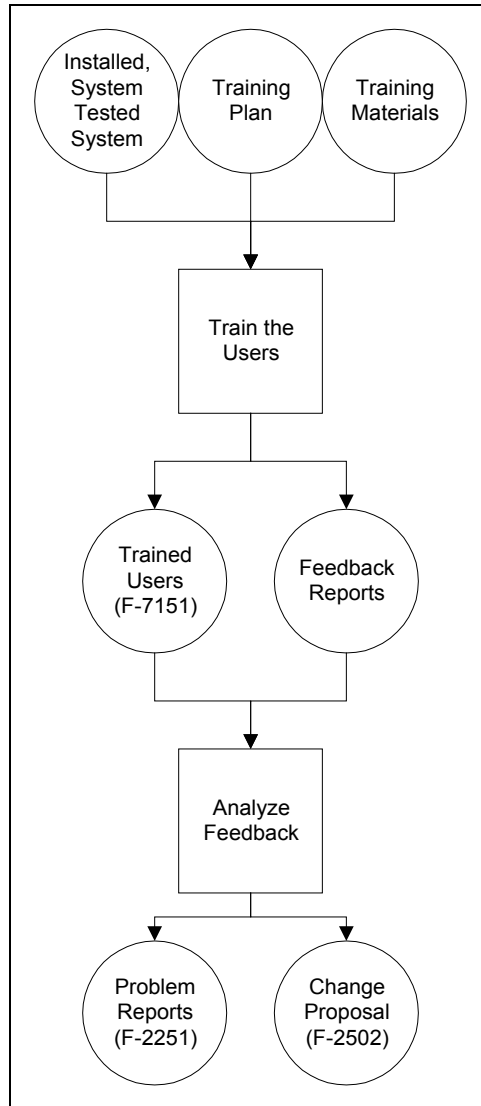 Installed,
System
Tested
System
Training
Plan
Training
Materials
Train the
Users
Trained
Users
(F-7151)
Feedback
Reports
Analyze
Feedback
Problem
Reports
(F-2251)
Change
Proposal
(F-2502)